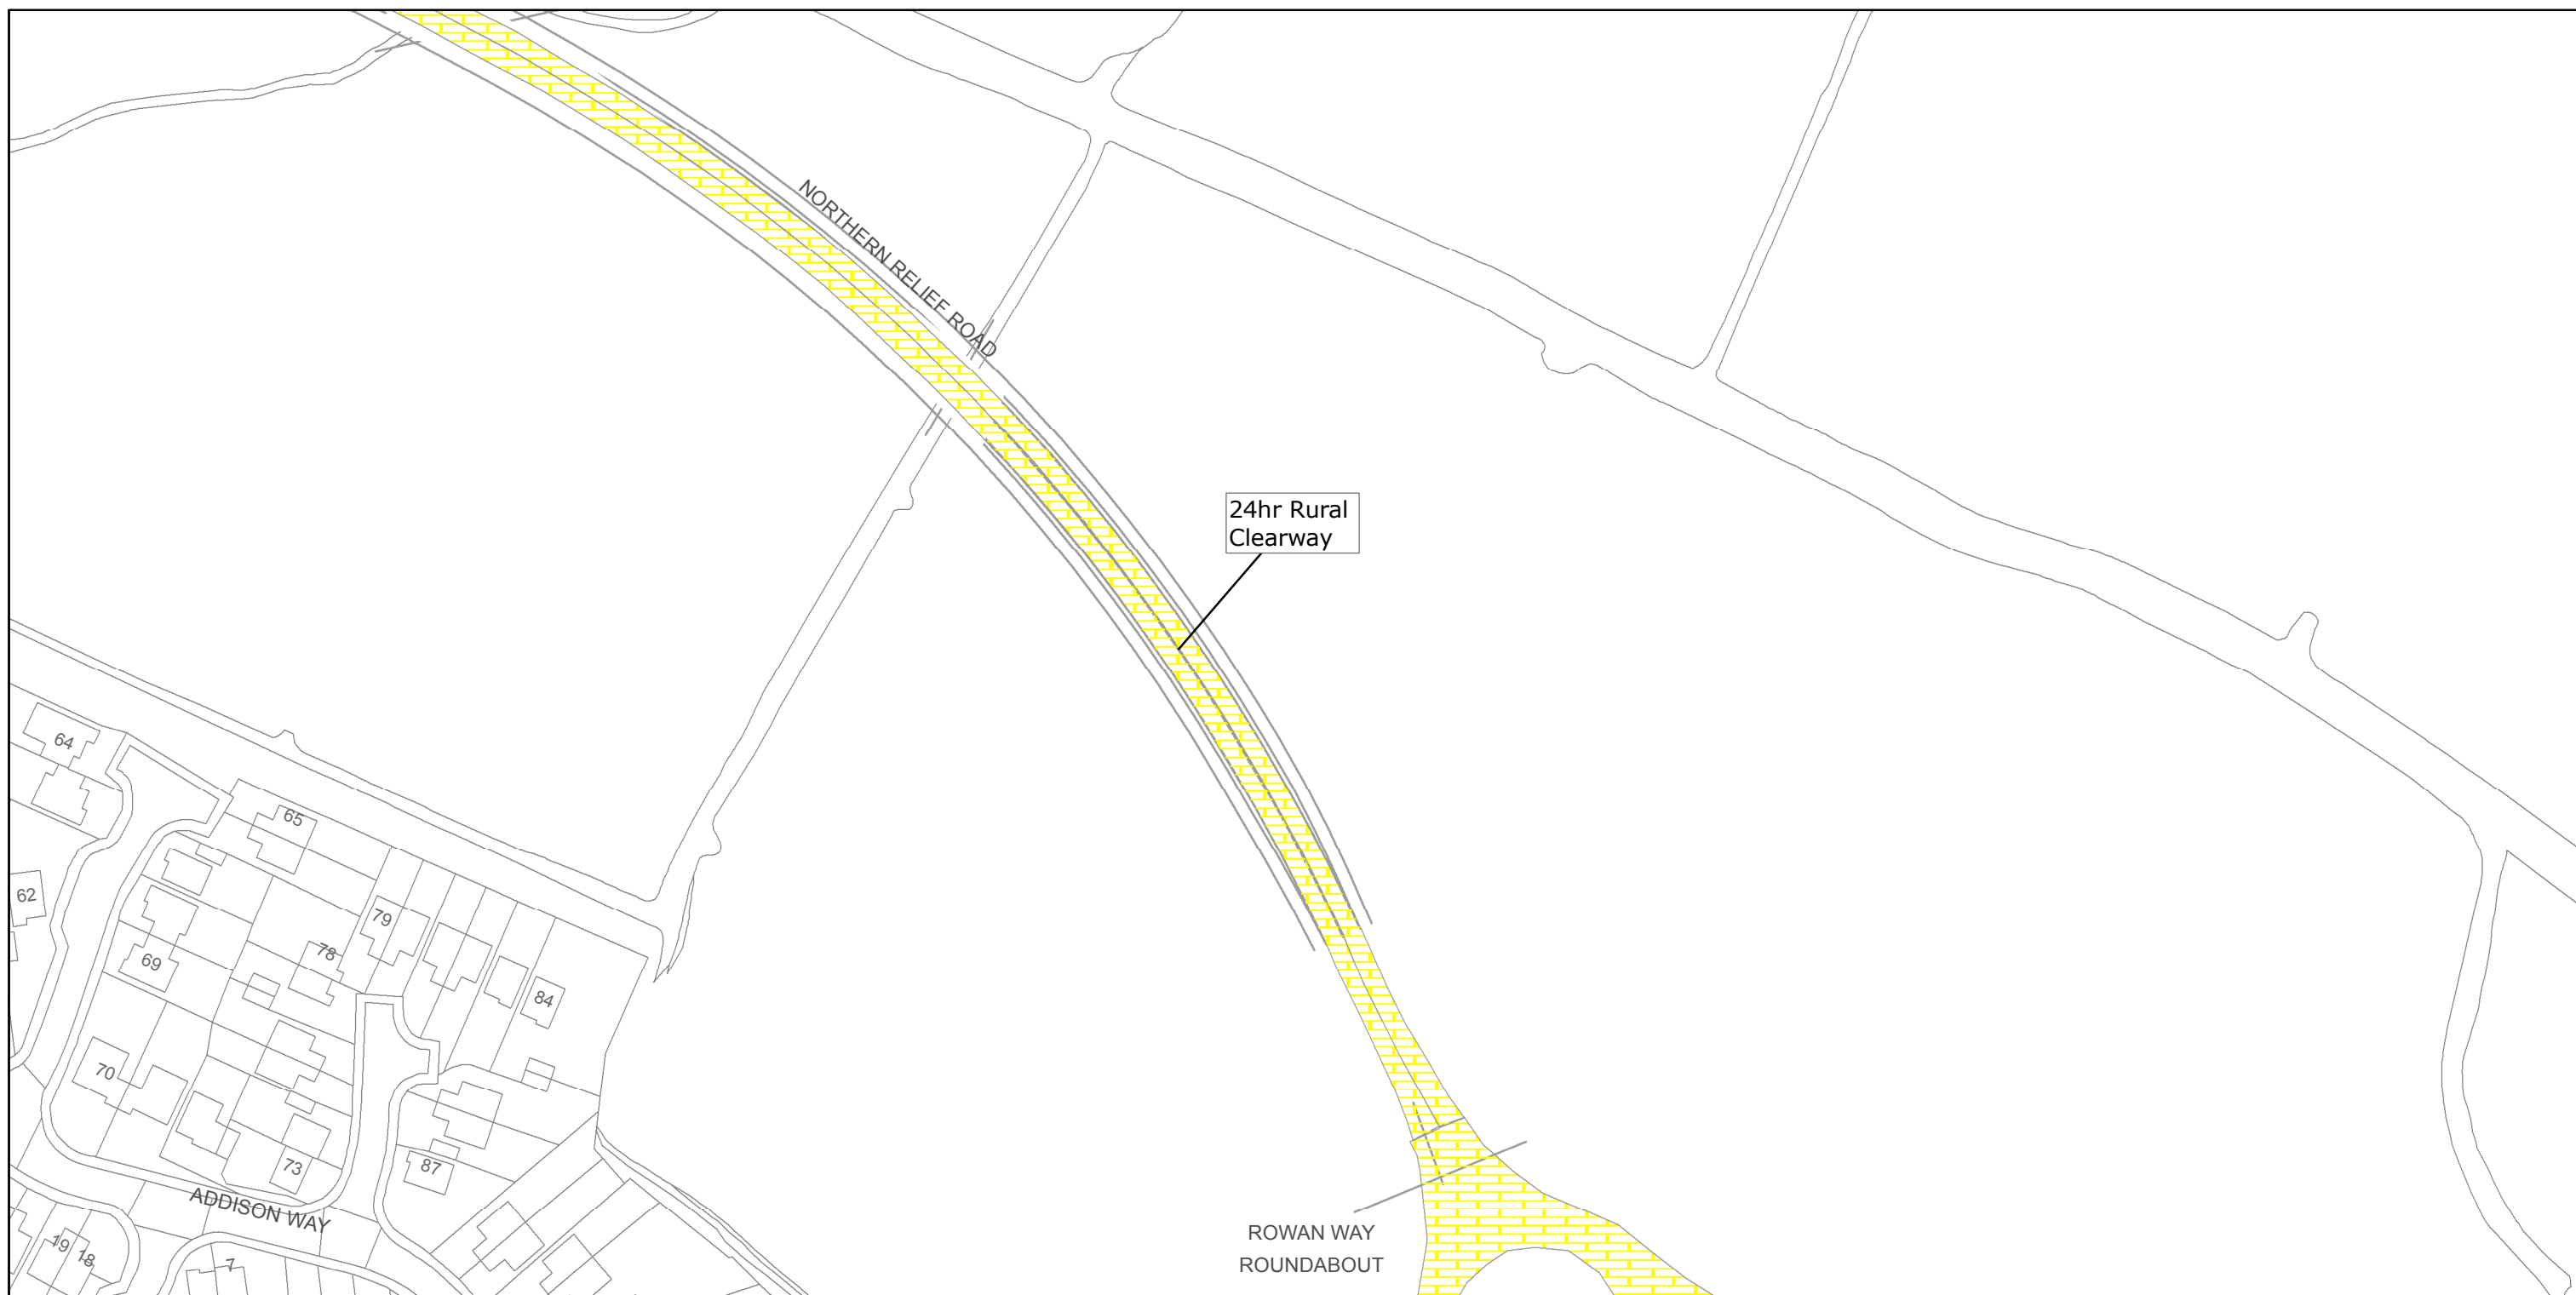 NORTHERN RELIEF ROAD
24hr Rural
Clearway
64
65
62
79
78
69
84
70
73
87
ADDISON WAY
19
18
7
ROWAN WAY
ROUNDABOUT